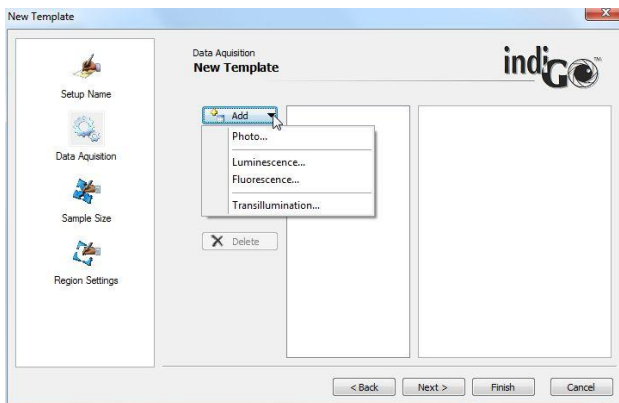 New Template
Setup Name
Data Aquisition
Sample Size
Region Settings
Data Aquisition
New Template
indiGo™
Add
Photo...
Luminescence...
Fluorescence...
Transillumination...
Delete
< Back
Next >
Finish
Cancel